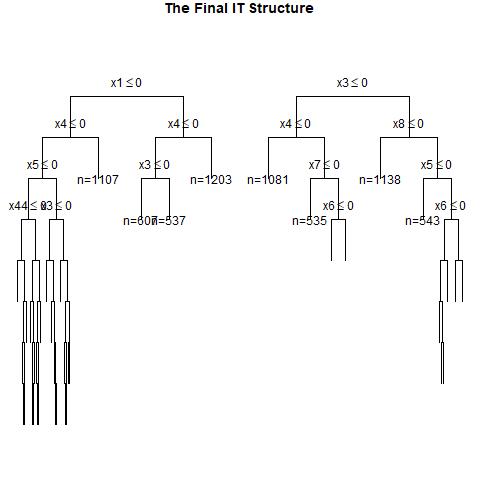 The Final IT Structure
x1 ≤ 0
x3 ≤ 0
x4 ≤ 0
x4 ≤ 0
x4 ≤ 0
x8 ≤ 0
x5 ≤ 0
n=1107
x3 ≤ 0
n=1203
n=1081
x7 ≤ 0
n=1138
x5 ≤ 0
x44 ≤ 0
x3 ≤ 0
n=537
n=535
x6 ≤ 0
n=543
x6 ≤ 0